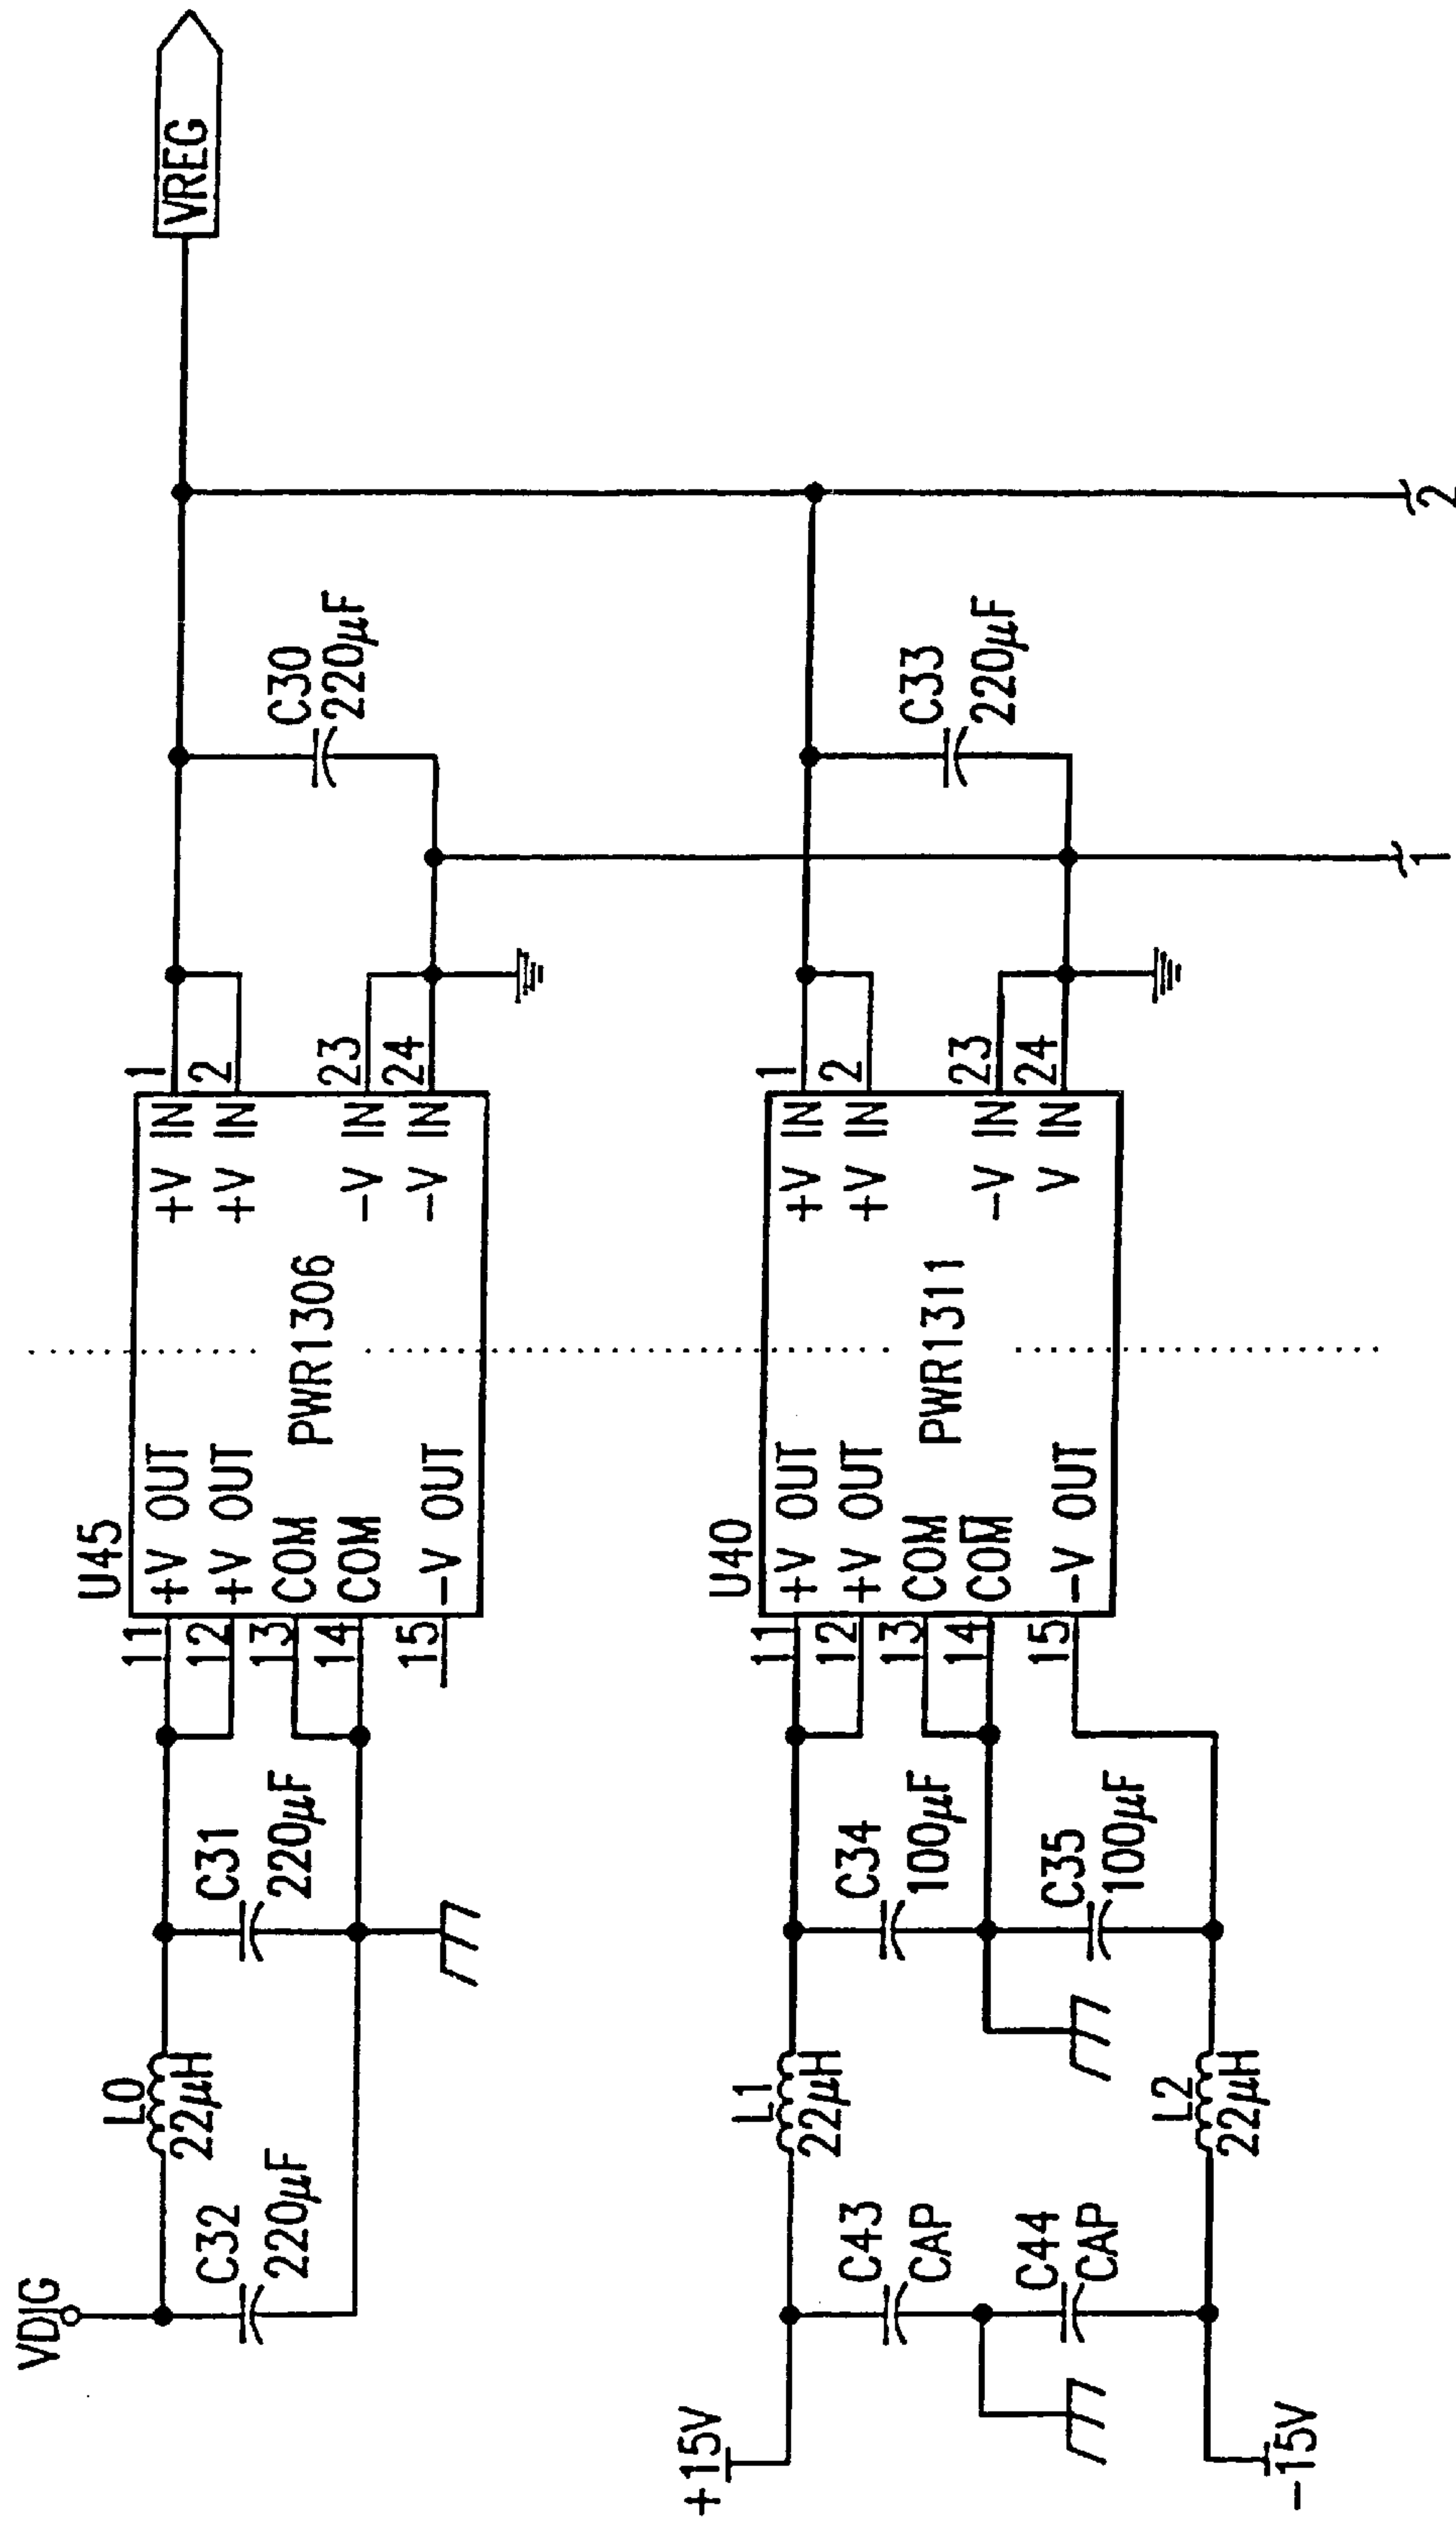 VDIG
C32
220µF
L0
22µH
C31
220µF
U45
11
12
13
14
15
+V OUT
+V OUT
COM
COM
-V OUT
PWR1306
+V IN
+V IN
-V IN
-V IN
1
2
23
24
C30
220µF
VREG
+15V
-15V
C43
CAP
C44
CAP
L1
22µH
L2
22µH
C34
100µF
C35
100µF
U40
11
12
13
14
15
+V OUT
+V OUT
COM
COM
-V OUT
PWR1311
+V IN
+V IN
-V IN
V IN
1
2
23
24
C33
220µF
1
2